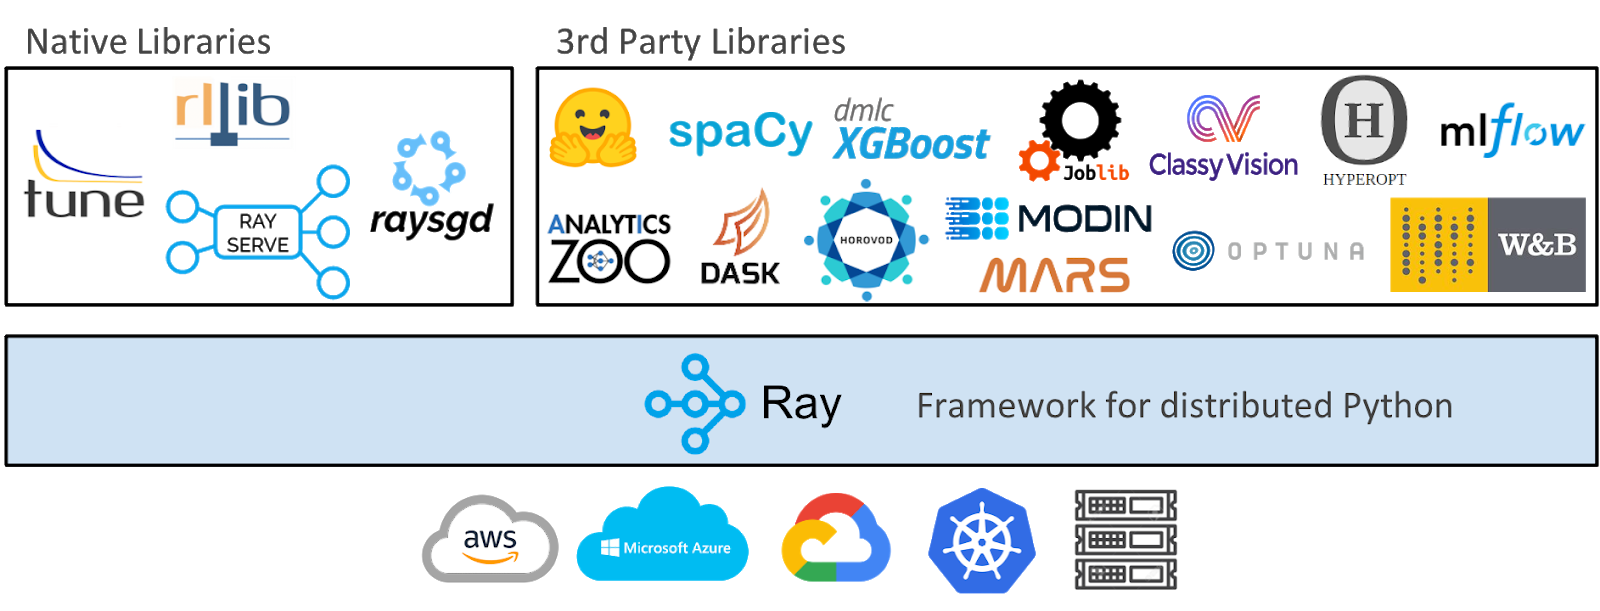 Native Libraries
3rd Party Libraries
rllib
tune
RAY
SERVE
raysgd
spaCy
dmlc
XGBoost
Joblib
Classy Vision
H
HYPEROPT
mlflow
ANALYTICS
ZOO
DASK
HOROVOD
MODIN
MARS
OPTUNA
W&B
Ray
Framework for distributed Python
aws
Microsoft Azure